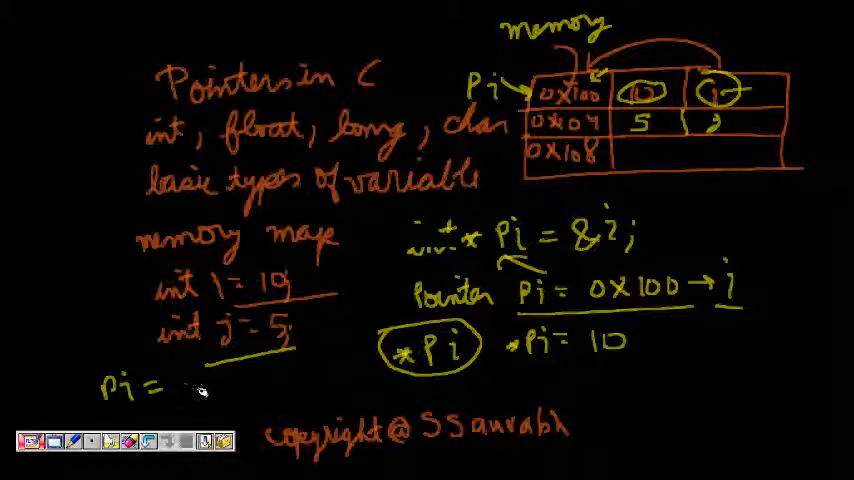 memory
Pointers in C
Pi 0x100 10 i
int, float, long, char
0x104 5 j
0x108
basic types of variable
memory map
int* Pi = &i;
int i = 10;
Pointer Pi = 0x100 → i
int j = 5;
*Pi *Pi = 10
Pi =
copyright@SSaurabh